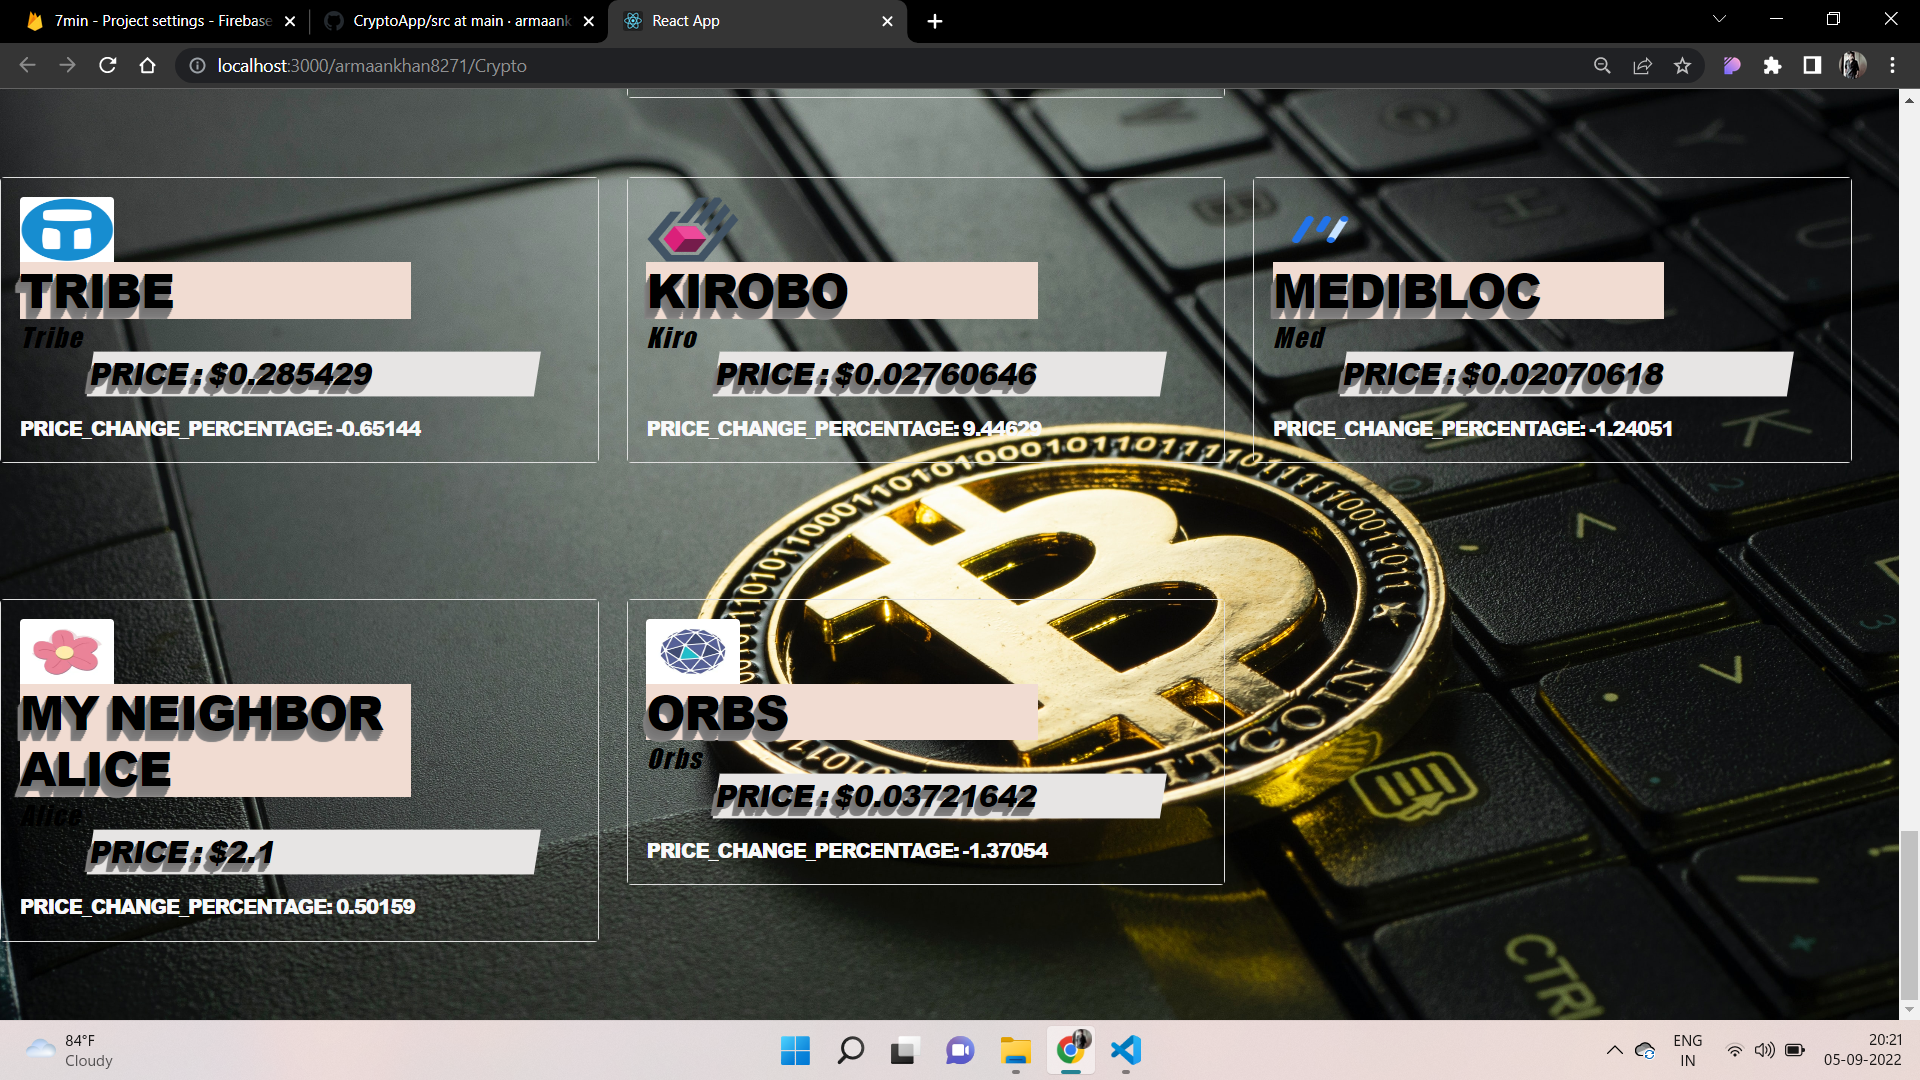 7min - Project settings - Firebase
CryptoApp/src at main · armaank
React App
localhost:3000/armaankhan8271/Crypto
TRIBE
Tribe
PRICE : $0.285429
PRICE_CHANGE_PERCENTAGE: -0.65144
KIROBO
Kiro
PRICE : $0.02760646
PRICE_CHANGE_PERCENTAGE: 9.44629
MEDIBLOC
Med
PRICE : $0.02070618
PRICE_CHANGE_PERCENTAGE: -1.24051
MY NEIGHBOR
ALICE
Alice
PRICE : $2.1
PRICE_CHANGE_PERCENTAGE: 0.50159
ORBS
Orbs
PRICE : $0.03721642
PRICE_CHANGE_PERCENTAGE: -1.37054
CTRL
84°F
Cloudy
ENG
IN
20:21
05-09-2022